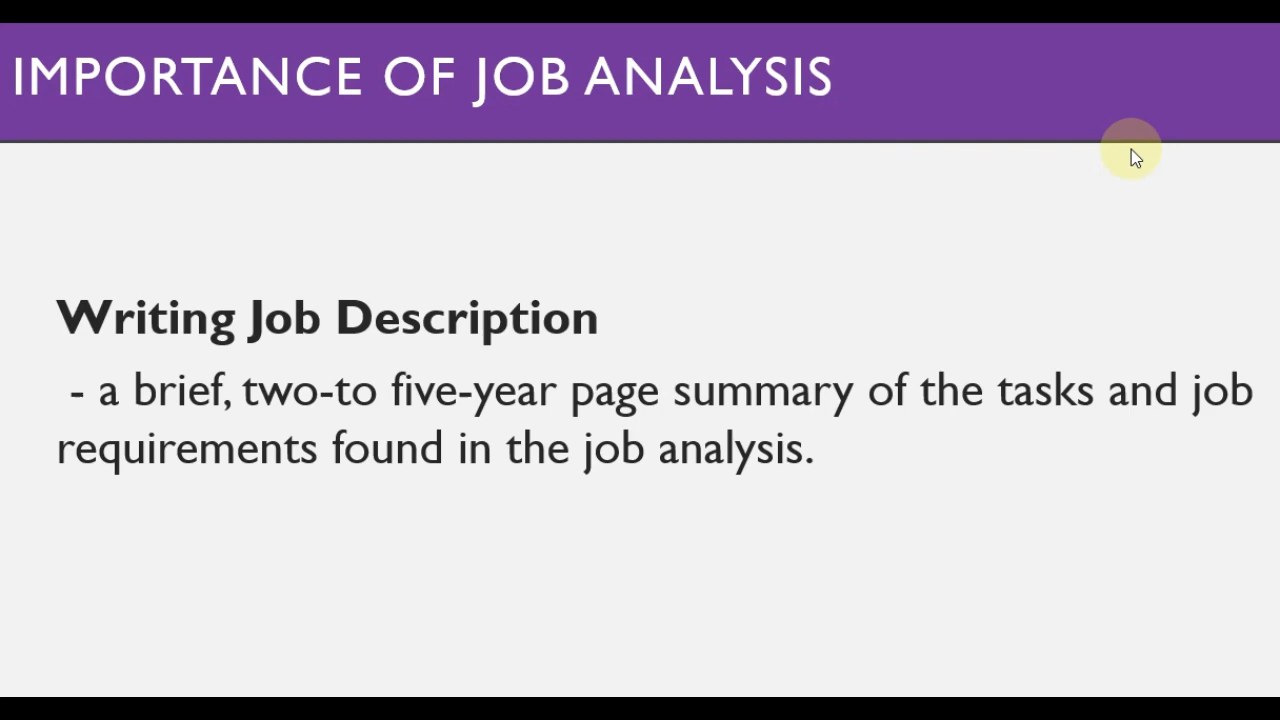 IMPORTANCE OF JOB ANALYSIS
Writing Job Description
- a brief, two-to five-year page summary of the tasks and job
requirements found in the job analysis.